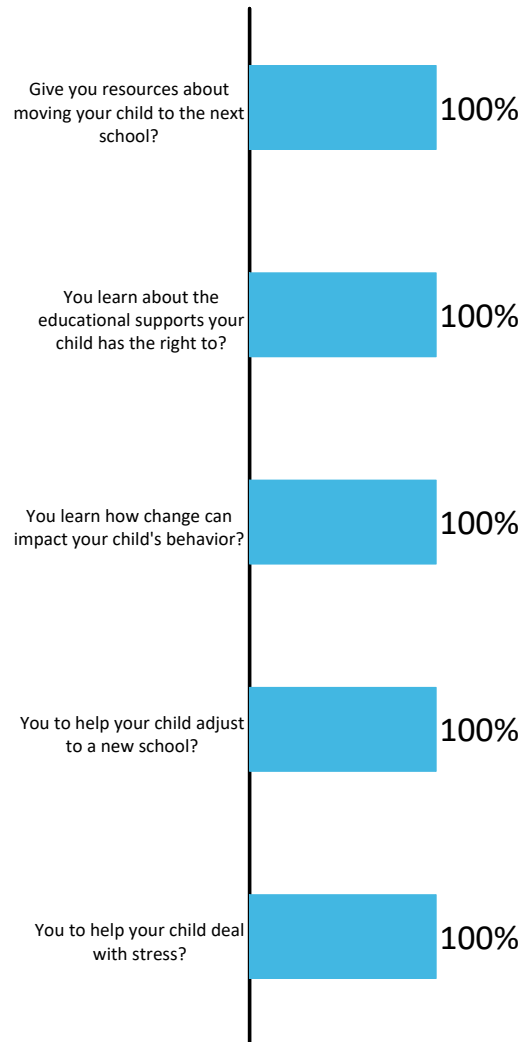 Give you resources about
moving your child to the next
school?
100%
You learn about the
educational supports your
child has the right to?
100%
You learn how change can
impact your child's behavior?
100%
You to help your child adjust
to a new school?
100%
You to help your child deal
with stress?
100%